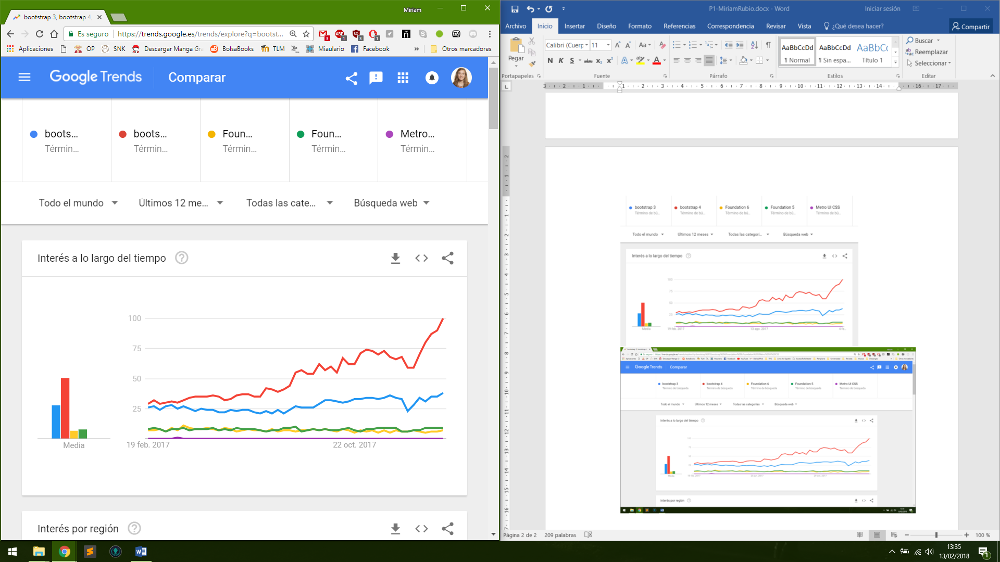 Miriam
bootstrap 3, bootstrap 4
Es seguro
https://trends.google.es/trends/explore?q=bootst...
Aplicaciones
OP
SNK
Descargar Manga Gra
BolsaBooks
TLM
Miaulario
Facebook
»
Otros marcadores
Google Trends
Comparar
boots...
Términ...
boots...
Términ...
Foun...
Términ...
Foun...
Términ...
Metro...
Términ...
Todo el mundo
Últimos 12 me...
Todas las cate...
Búsqueda web
Interés a lo largo del tiempo
100
75
50
25
Media
19 feb. 2017
22 oct. 2017
Interés por región
P1-MiriamRubio.docx - Word
Iniciar sesión
Archivo
Inicio
Insertar
Diseño
Formato
Referencias
Correspondencia
Revisar
Vista
¿Qué desea hacer?
Compartir
Pegar
Portapapeles
Calibri (Cuerp
11
N K S abc x₂ x²
Fuente
Párrafo
AaBbCcDd
¶ Normal
AaBbCcDd
¶ Sin espa...
AaBbCc
Título 1
Estilos
Buscar
Reemplazar
Seleccionar
Editar
bootstrap 3
Término de bú...
bootstrap 4
Término de bú...
Foundation 6
Término de bú...
Foundation 5
Término de bú...
Metro UI CSS
Término de bú...
Todo el mundo
Últimos 12 meses
Todas las categorí...
Búsqueda web
Interés a lo largo del tiempo
100
75
50
25
Media
19 feb. 2017
13 ago. 2017
4 fe...
Google Trends
Comparar
bootstrap 3
Término de búsqueda
bootstrap 4
Término de búsqueda
Foundation 6
Término de búsqueda
Foundation 5
Término de búsqueda
Metro UI CSS
Término de búsqueda
Todo el mundo
Últimos 12 meses
Todas las categorías
Búsqueda web
Interés a lo largo del tiempo
Media
Interés por región
Página 2 de 2
209 palabras
100 %
13:35
13/02/2018